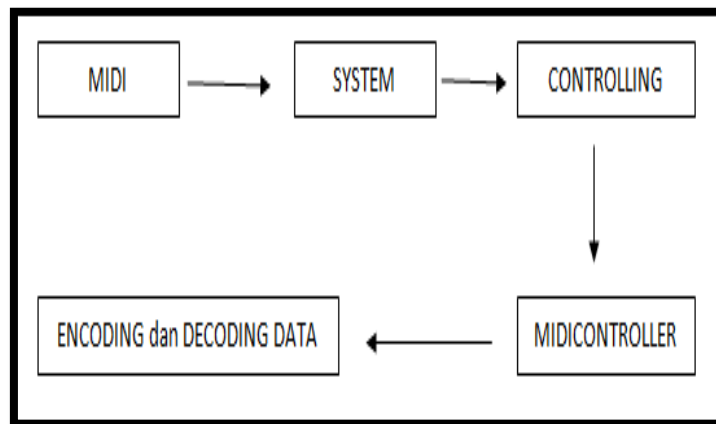 MIDI
SYSTEM
CONTROLLING
MIDICONTROLLER
ENCODING dan DECODING DATA